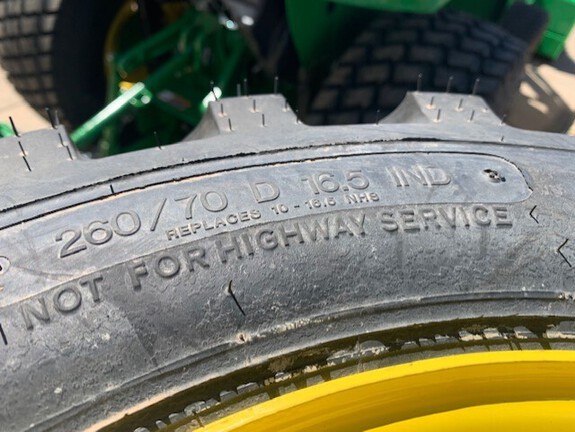 260/70 D 16.5 IND
REPLACES 10-16.5 NHS
NOT FOR HIGHWAY SERVICE